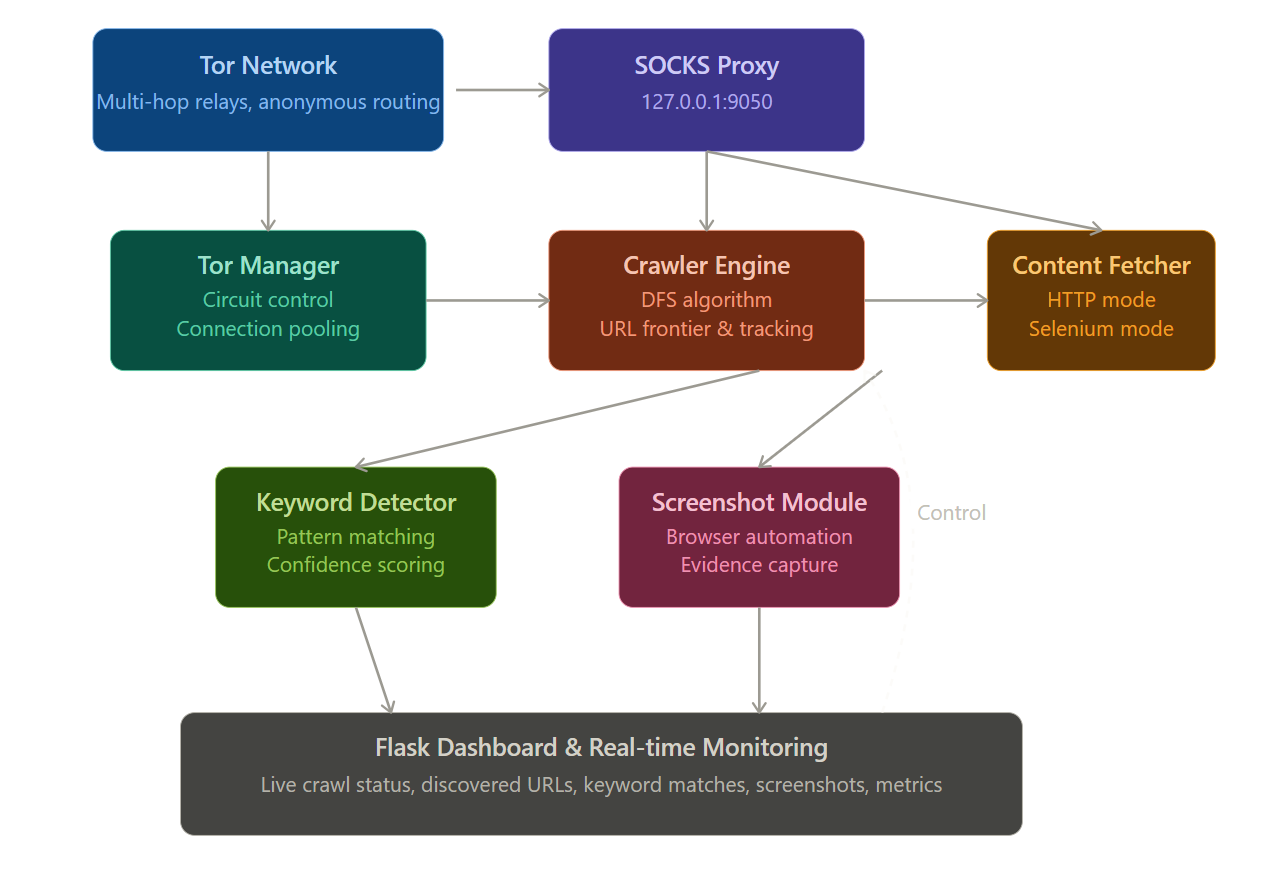 Tor Network
Multi-hop relays, anonymous routing
SOCKS Proxy
127.0.0.1:9050
Tor Manager
Circuit control
Connection pooling
Crawler Engine
DFS algorithm
URL frontier & tracking
Content Fetcher
HTTP mode
Selenium mode
Keyword Detector
Pattern matching
Confidence scoring
Screenshot Module
Browser automation
Evidence capture
Control
Flask Dashboard & Real-time Monitoring
Live crawl status, discovered URLs, keyword matches, screenshots, metrics